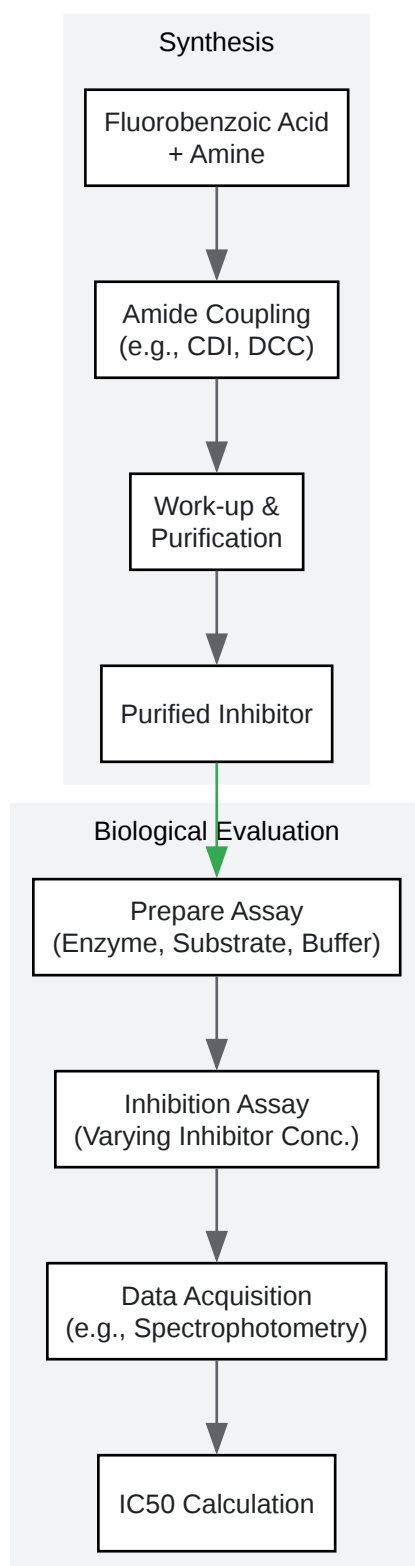 Synthesis
Fluorobenzoic Acid
+ Amine
Amide Coupling
(e.g., CDI, DCC)
Work-up &
Purification
Purified Inhibitor
Biological Evaluation
Prepare Assay
(Enzyme, Substrate, Buffer)
Inhibition Assay
(Varying Inhibitor Conc.)
Data Acquisition
(e.g., Spectrophotometry)
IC50 Calculation